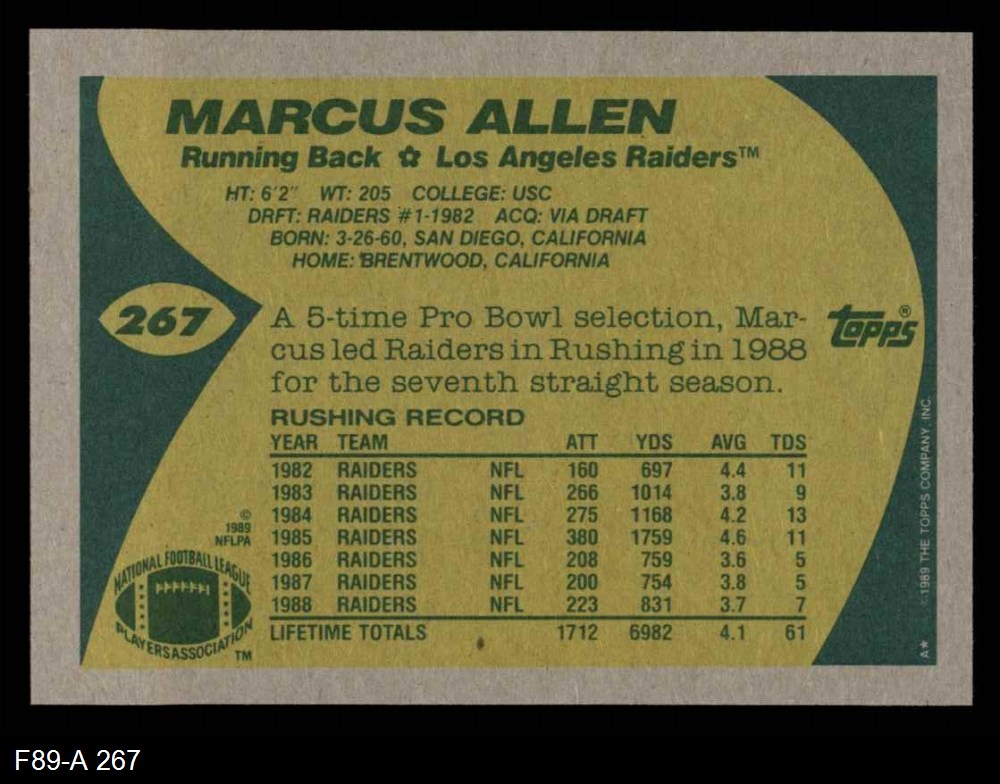 MARCUS ALLEN
Running Back ✿ Los Angeles Raiders™
HT: 6'2" WT: 205 COLLEGE: USC
DRFT: RAIDERS #1-1982 ACQ: VIA DRAFT
BORN: 3-26-60, SAN DIEGO, CALIFORNIA
HOME: BRENTWOOD, CALIFORNIA
267
A 5-time Pro Bowl selection, Mar-
cus led Raiders in Rushing in 1988
for the seventh straight season.
topps®
RUSHING RECORD
YEAR TEAM ATT YDS AVG TDS
1982 RAIDERS NFL 160 697 4.4 11
1983 RAIDERS NFL 266 1014 3.8 9
1984 RAIDERS NFL 275 1168 4.2 13
1985 RAIDERS NFL 380 1759 4.6 11
1986 RAIDERS NFL 208 759 3.6 5
1987 RAIDERS NFL 200 754 3.8 5
1988 RAIDERS NFL 223 831 3.7 7
LIFETIME TOTALS 1712 6982 4.1 61
©
1989
NFLPA
NATIONAL FOOTBALL LEAGUE
PLAYERS ASSOCIATION
TM
©1989 THE TOPPS COMPANY, INC.
A★
F89-A 267